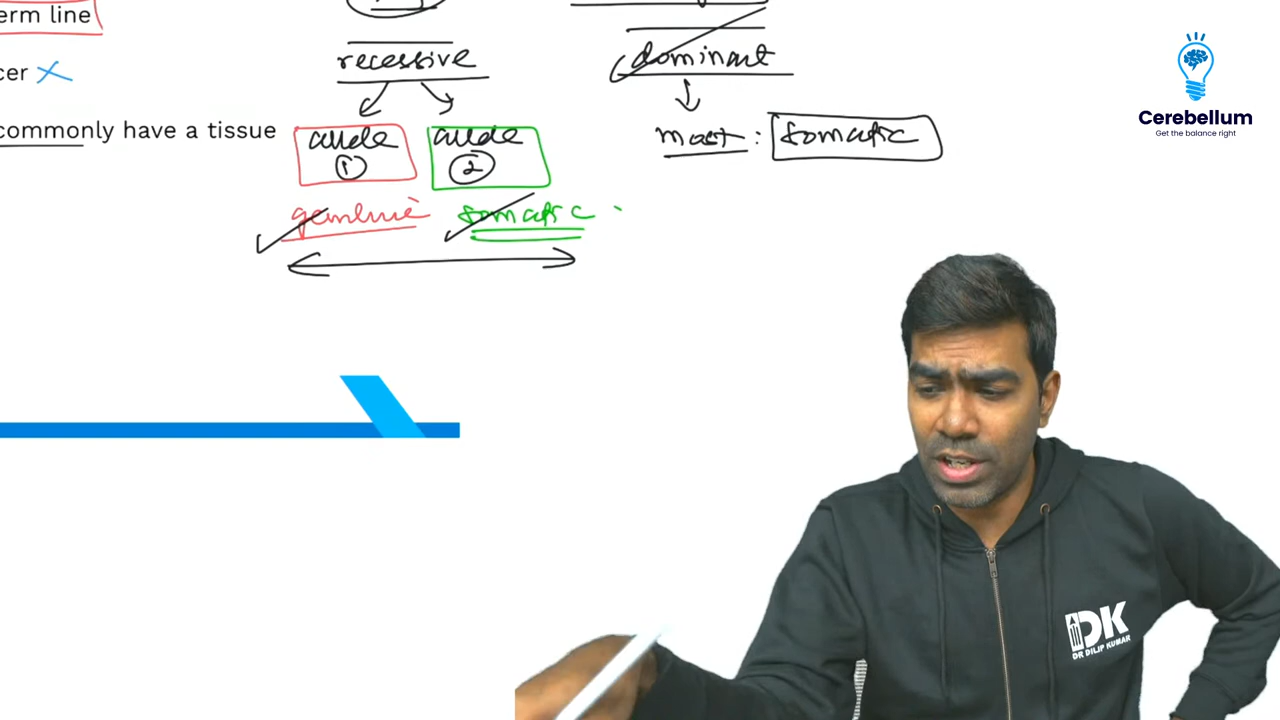 erm line
cer
commonly have a tissue
recessive
allele allele
1 2
germline somatic
dominant
most : somatic
Cerebellum
Get the balance right
DK
DR DILIP KUMAR